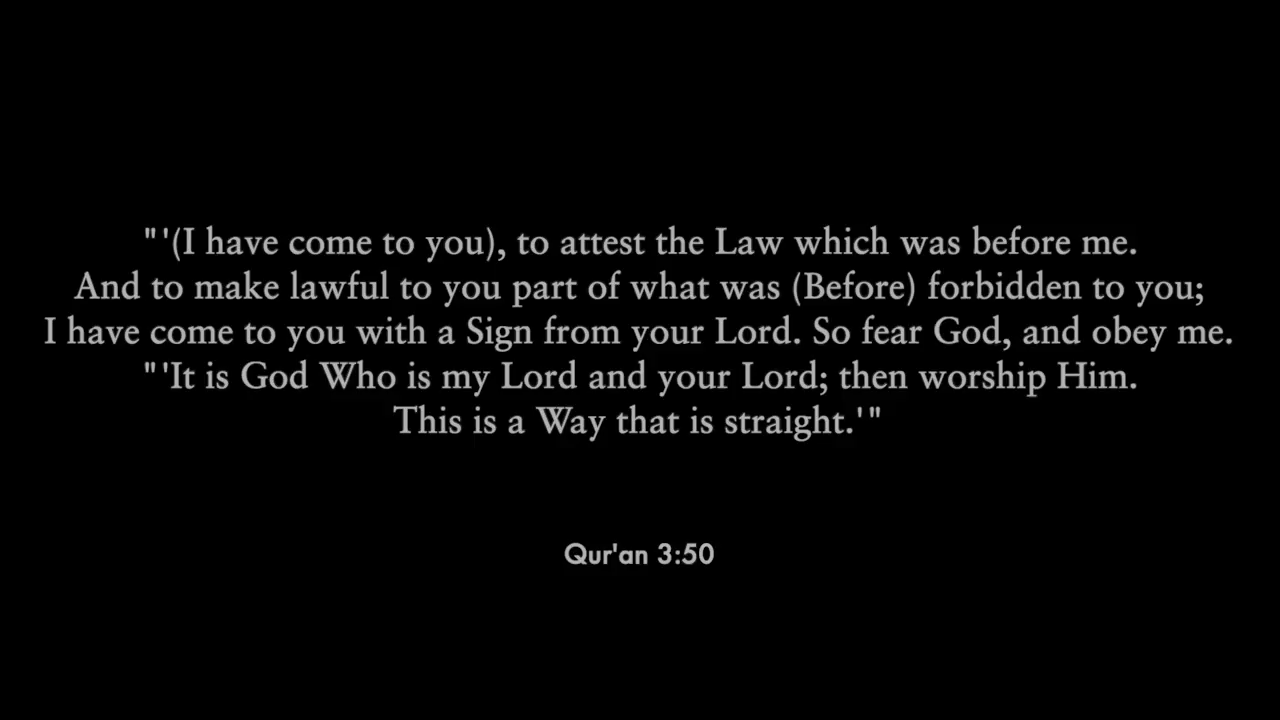 "'(I have come to you), to attest the Law which was before me.
And to make lawful to you part of what was (Before) forbidden to you;
I have come to you with a Sign from your Lord. So fear God, and obey me.
"'It is God Who is my Lord and your Lord; then worship Him.
This is a Way that is straight.'"
Qur'an 3:50